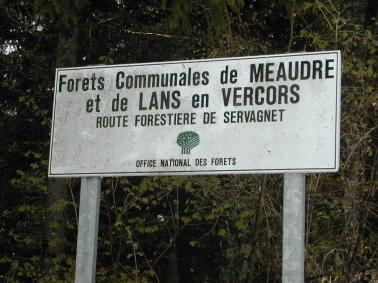 Forets Communales de MEAUDRE
et de LANS en VERCORS
ROUTE FORESTIERE DE SERVAGNET
OFFICE NATIONAL DES FORETS